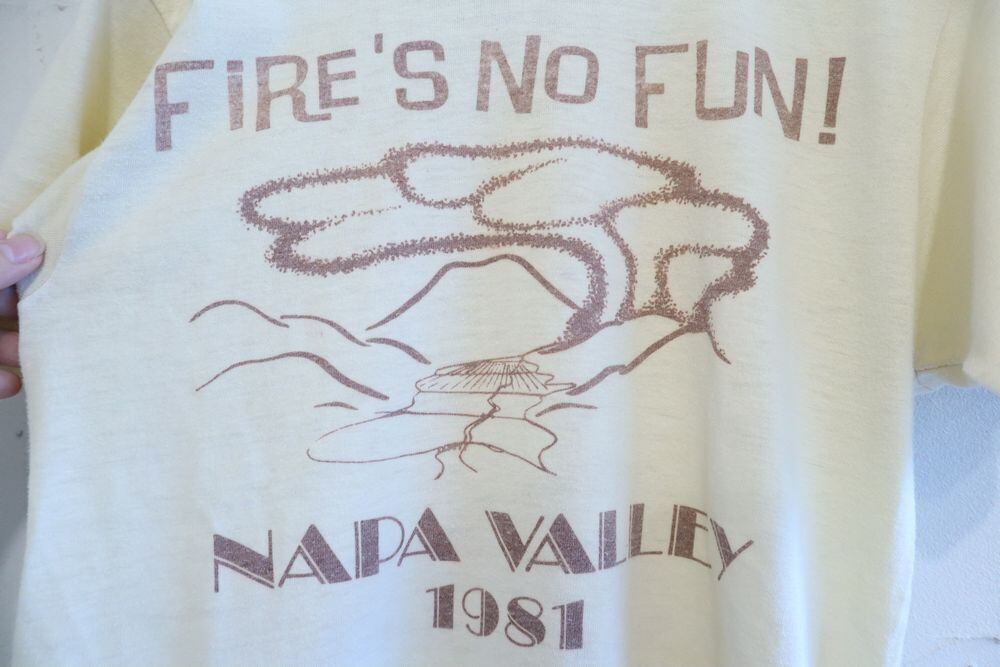 FiRE'S NO FUN!
NAPA VALLEY
1981